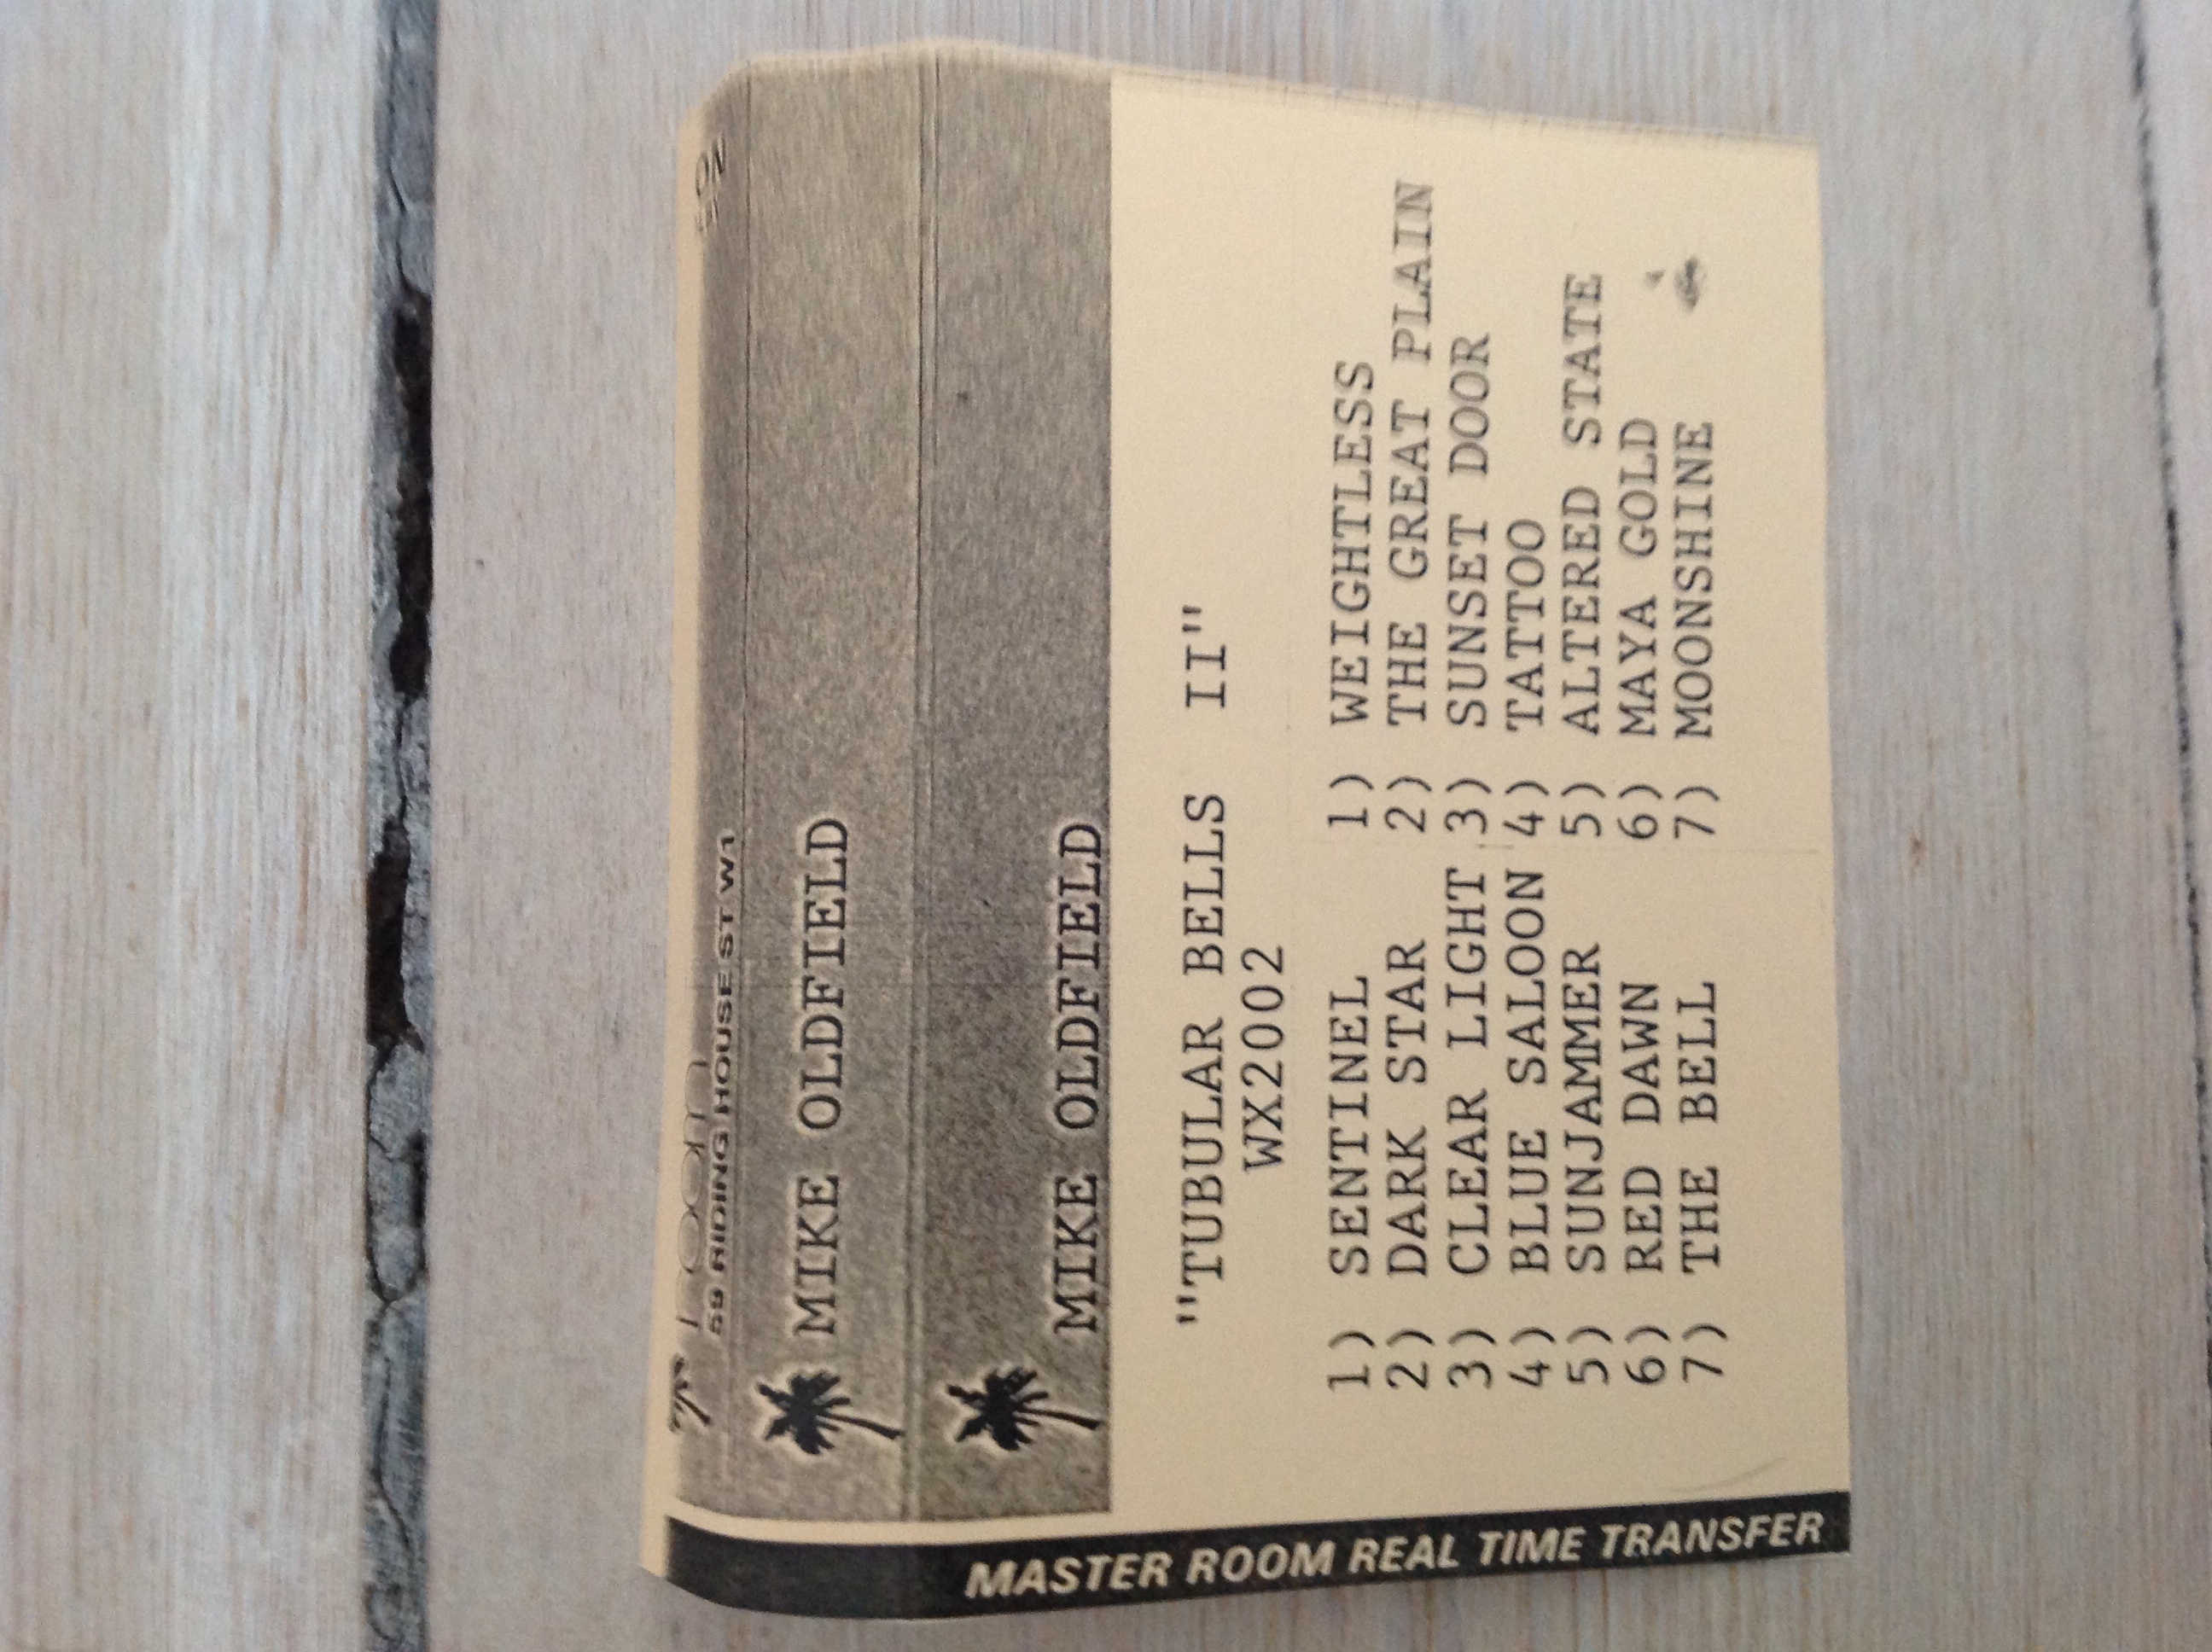 room
59 RIDING HOUSE ST W1
MIKE OLDFIELD
MIKE OLDFIELD
"TUBULAR BELLS II"
WX2002
1) SENTINEL 1) WEIGHTLESS
2) DARK STAR 2) THE GREAT PLAIN
3) CLEAR LIGHT 3) SUNSET DOOR
4) BLUE SALOON 4) TATTOO
5) SUNJAMMER 5) ALTERED STATE
6) RED DAWN 6) MAYA GOLD
7) THE BELL 7) MOONSHINE
MASTER ROOM REAL TIME TRANSFER